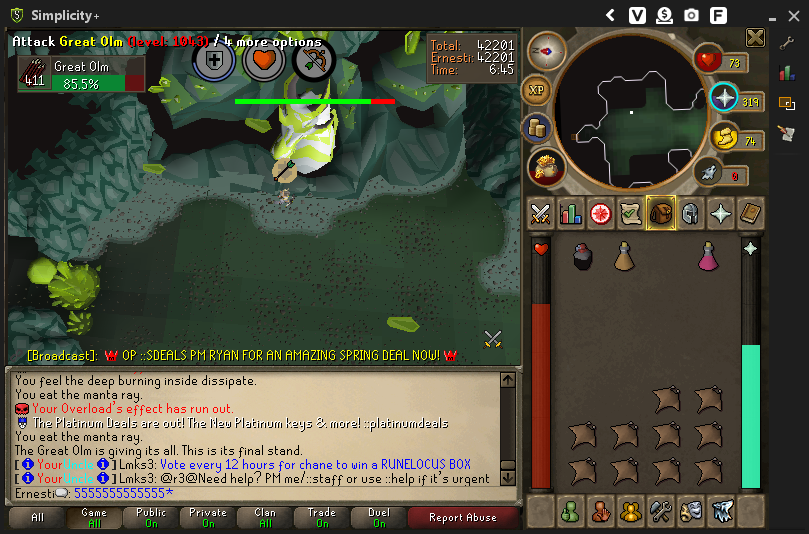 Simplicity+
Attack Great Olm (level: 1043) / 4 more options
Great Olm
411
85.5%
Total: 42201
Ernesti: 42201
Time: 6:45
73
XP
319
74
0
[Broadcast]: OP ::SDEALS PM RYAN FOR AN AMAZING SPRING DEAL NOW!
You feel the deep burning inside dissipate.
You eat the manta ray.
Your Overload's effect has run out.
The Platinum Deals are out! The New Platinum keys & more! ::platinumdeals
You eat the manta ray.
The Great Olm is giving its all. This is its final stand.
Lmks3: Vote every 12 hours for chane to win a RUNELOCUS BOX
Lmks3: @r3@Need help? PM me/::staff or use ::help if it's urgent
Ernesti: 5555555555555*
All
Game
All
Public
On
Private
On
Clan
All
Trade
On
Duel
On
Report Abuse